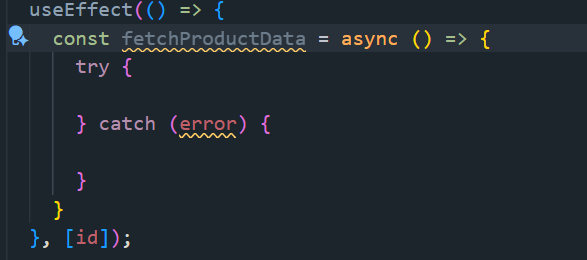 useEffect(() => {
const fetchProductData = async () => {
try {
} catch (error) {
}
}
}, [id]);